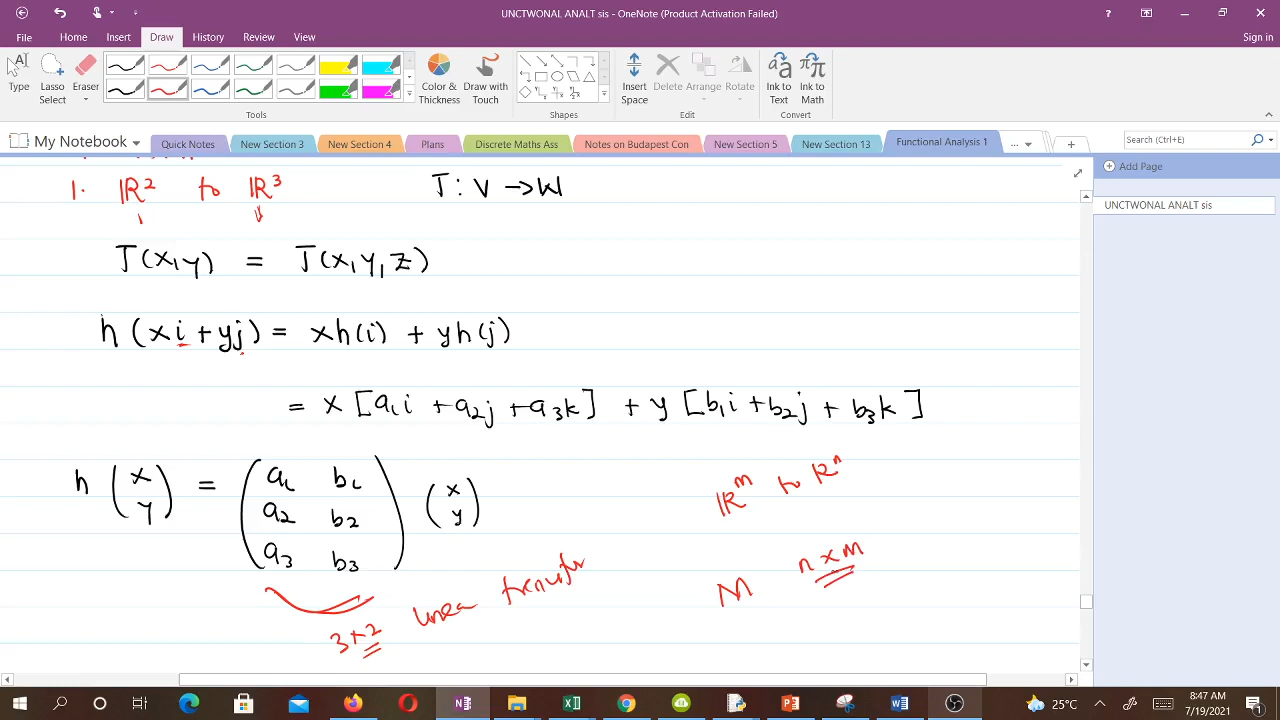 UNCTWONAL ANALT sis - OneNote (Product Activation Failed)
Sign in
File Home Insert Draw History Review View
Type Lasso Select Eraser Color & Thickness Draw with Touch Insert Space Delete Arrange Rotate Ink to Text Ink to Math
Tools Shapes Edit Convert
My Notebook Quick Notes New Section 3 New Section 4 Plans Discrete Maths Ass Notes on Budapest Con New Section 5 New Section 13 Functional Analysis 1 ... + Search (Ctrl+E)
Add Page
UNCTWONAL ANALT sis
1. ℝ² to ℝ³ T : V → W
T(x,y) = T(x,y,z)
h (xi + yj) = xh(i) + yh(j)
= x [a₁i + a₂j + a₃k] + y [b₁i + b₂j + b₃k]
h (x y) = (a₁ b₁ a₂ b₂ a₃ b₃) (x y)
ℝᵐ to ℝⁿ
M n x m
3 x 2 linea transfor
25°C
8:47 AM
7/19/2021